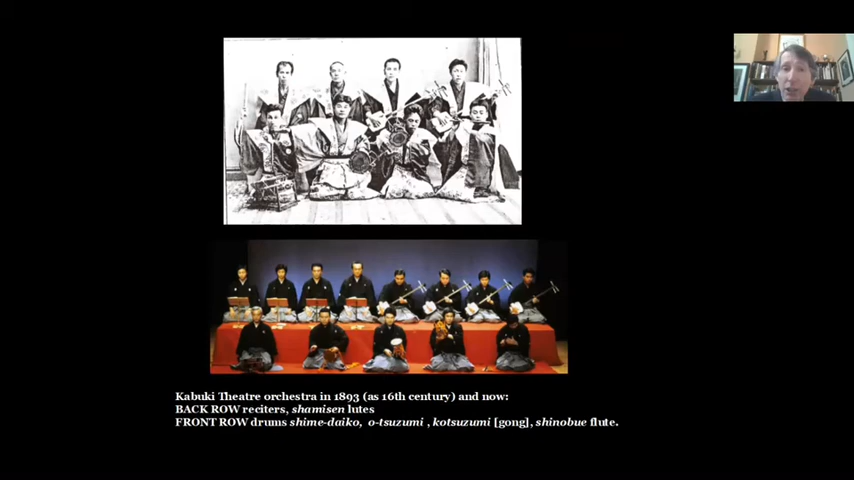 Kabuki Theatre orchestra in 1893 (as 16th century) and now:
BACK ROW reciters, shamisen lutes
FRONT ROW drums shime-daiko, o-tsuzumi , kotsuzumi [gong], shinobue flute.